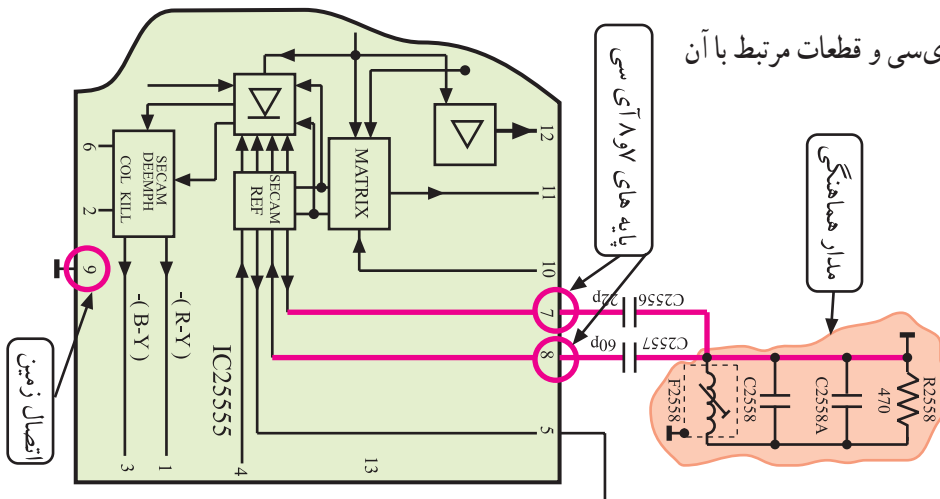 ی‌سی و قطعات مرتبط با آن
پایه های ۷و۸ آی سی
مدار هماهنگی
اتصال زمین
12
11
10
7
8
5
13
4
1
3
9
2
6
MATRIX
SECAM
REF
SECAM
DEEMPH
COL KILL
-( R-Y )
-( B-Y )
IC25555
C2556
22p
C2557
60p
F2558
C2558
C2558A
R2558
470